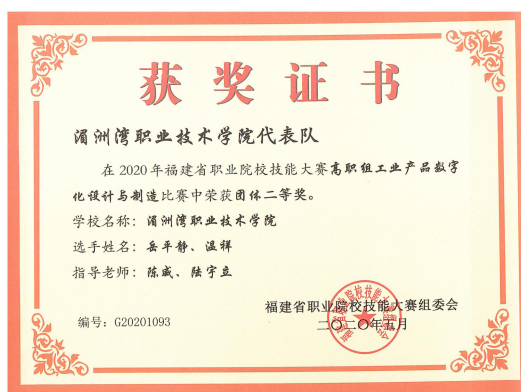 获奖证书
湄洲湾职业技术学院代表队
在2020年福建省职业院校技能大赛高职组工业产品数字
化设计与制造比赛中荣获团体二等奖。
学校名称：湄洲湾职业技术学院
选手姓名：岳平静、温祥
指导老师：陈威、陆宇立
福建省职业院校技能大赛组委会
二〇二〇年五月
编号：G20201093